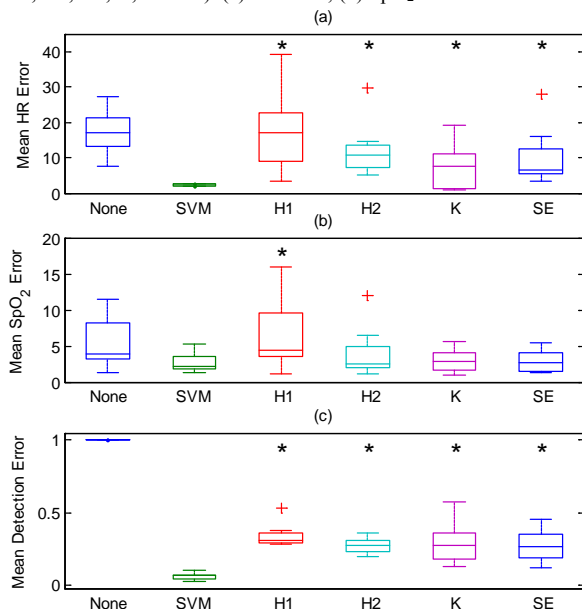 (a)
Mean HR Error
40
30
20
10
0
* * * *
None SVM H1 H2 K SE
(b)
Mean SpO2 Error
20
15
10
5
0
*
None SVM H1 H2 K SE
(c)
Mean Detection Error
1
0.5
0
* * * *
None SVM H1 H2 K SE